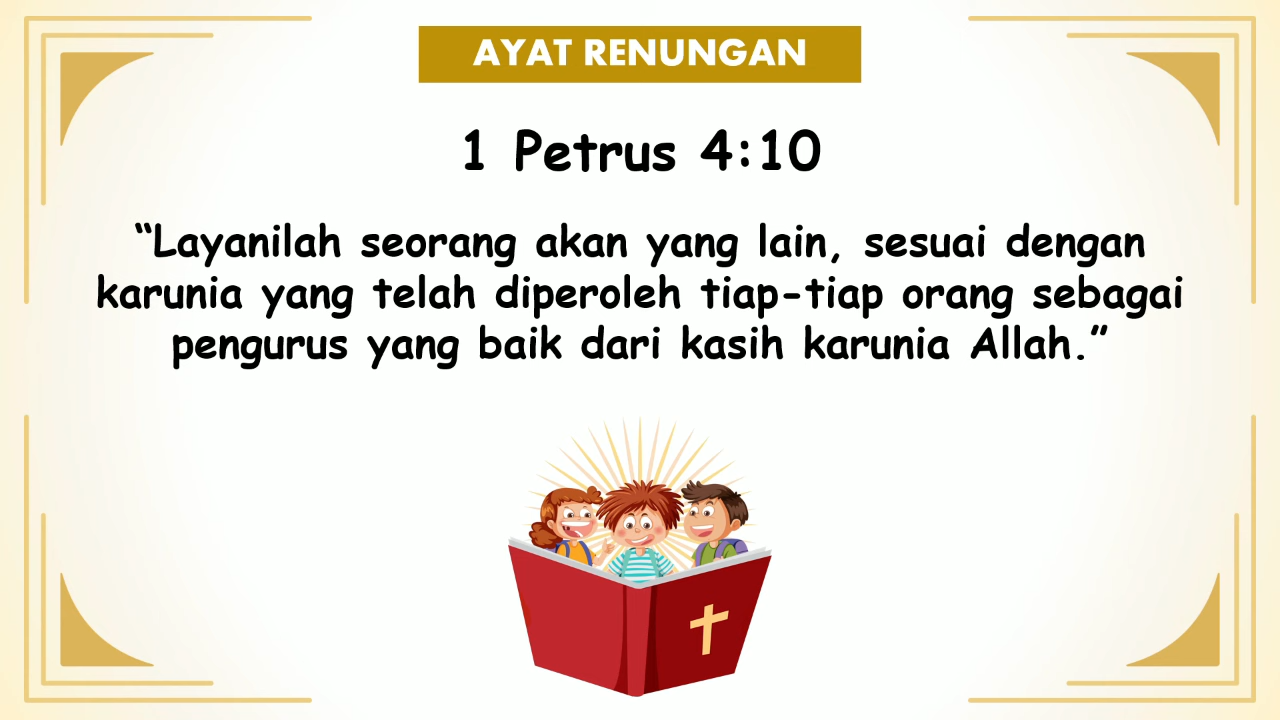 AYAT RENUNGAN
1 Petrus 4:10
“Layanilah seorang akan yang lain, sesuai dengan
karunia yang telah diperoleh tiap-tiap orang sebagai
pengurus yang baik dari kasih karunia Allah.”